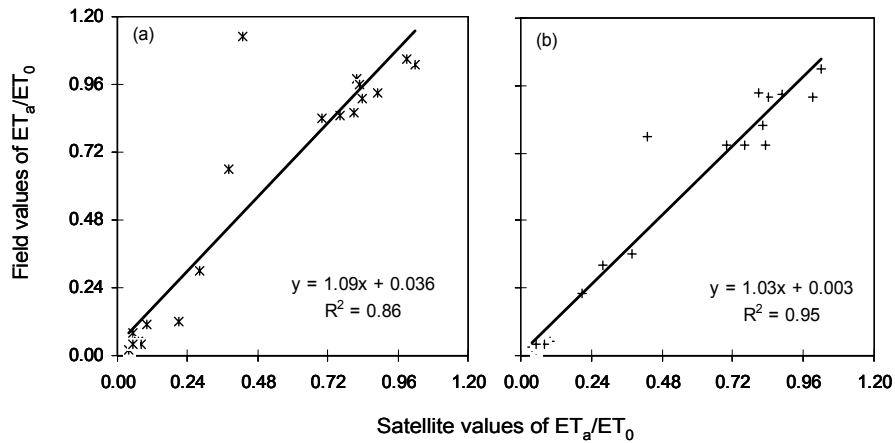 (a)
(b)
Field values of ETa/ET0
1.20
0.96
0.72
0.48
0.24
0.00
y = 1.09x + 0.036
R2 = 0.86
y = 1.03x + 0.003
R2 = 0.95
0.00 0.24 0.48 0.72 0.96 1.20
0.00 0.24 0.48 0.72 0.96 1.20
Satellite values of ETa/ET0